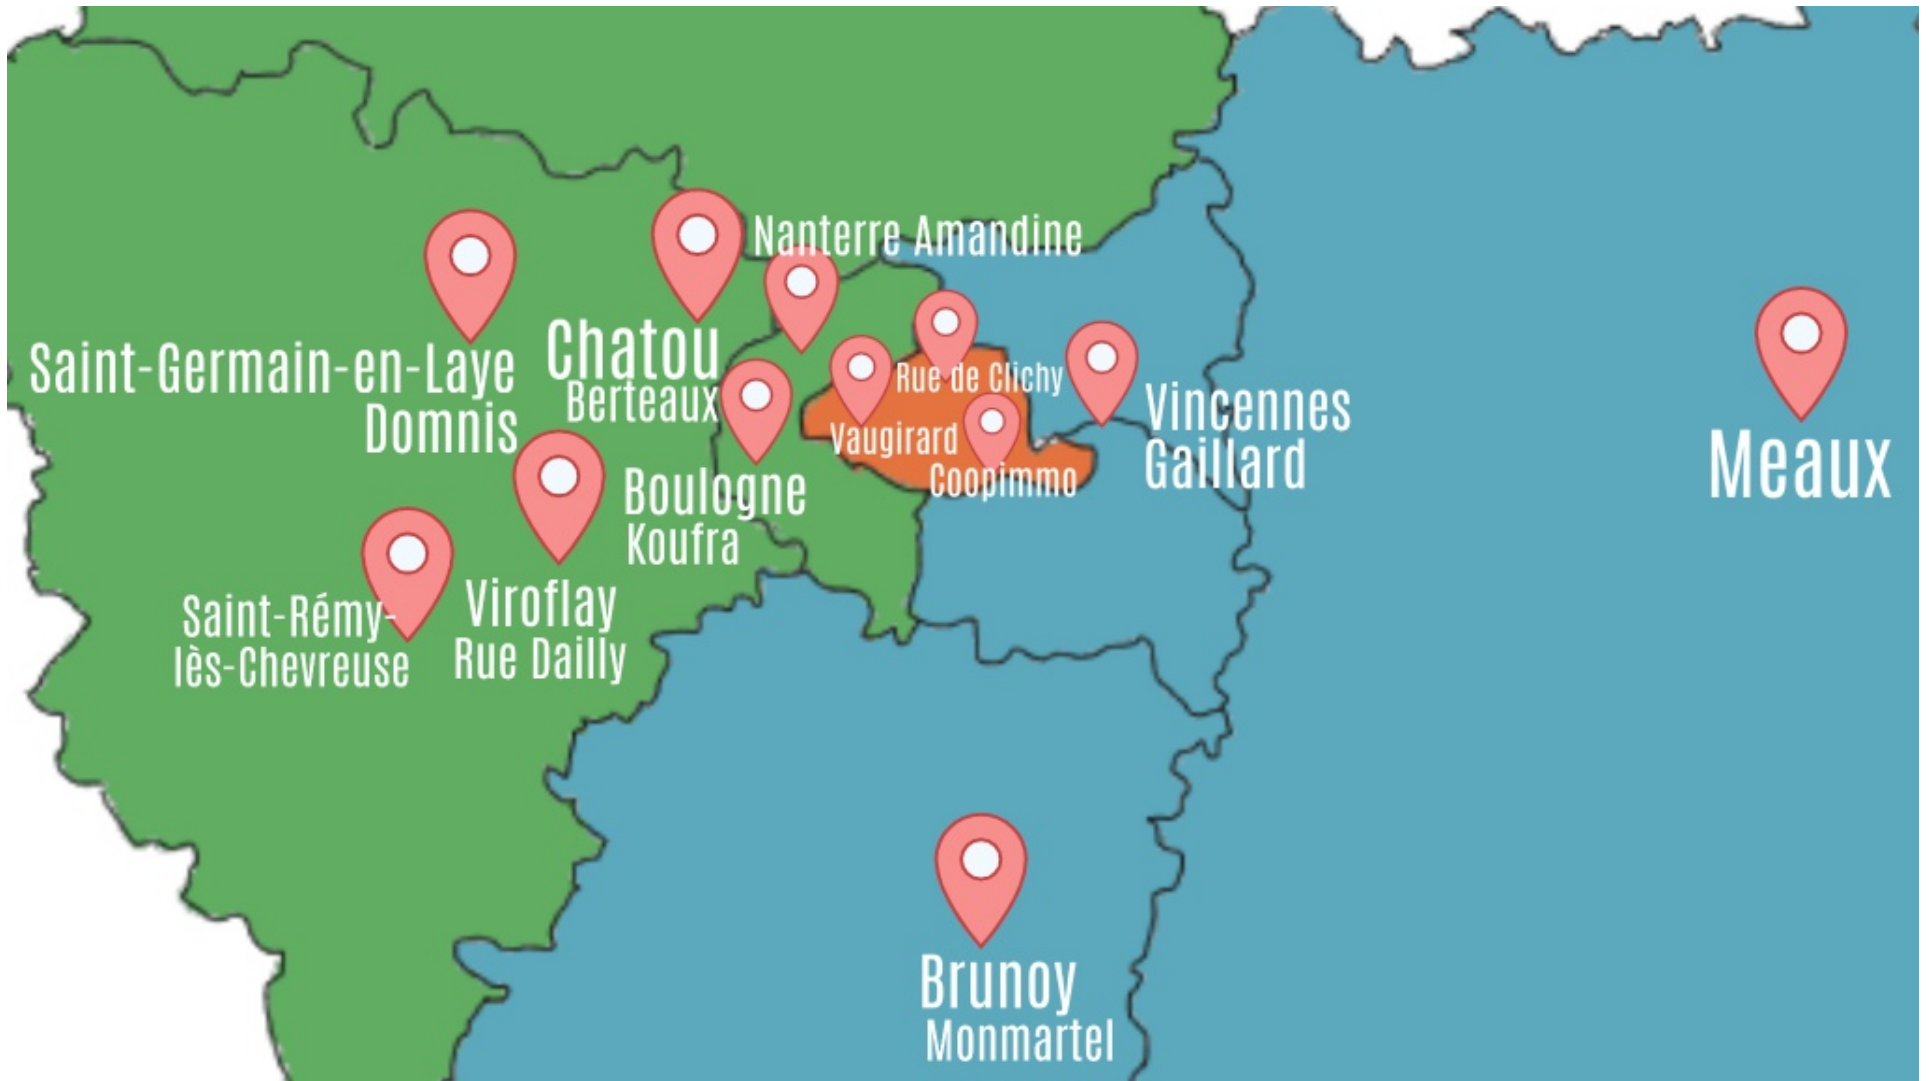 Nanterre Amandine
Saint-Germain-en-Laye
Domnis
Chatou
Berteaux
Rue de Clichy
Vaugirard
Coopimmo
Vincennes
Gaillard
Meaux
Boulogne
Koufra
Saint-Rémy-
lès-Chevreuse
Viroflay
Rue Dailly
Brunoy
Monmartel